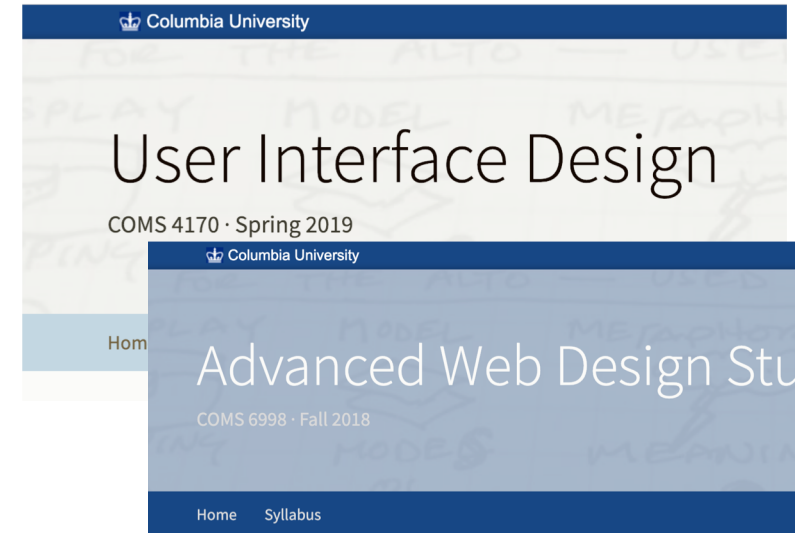 Columbia University
User Interface Design
COMS 4170 · Spring 2019
Hom
Columbia University
Advanced Web Design Stu
COMS 6998 · Fall 2018
Home Syllabus